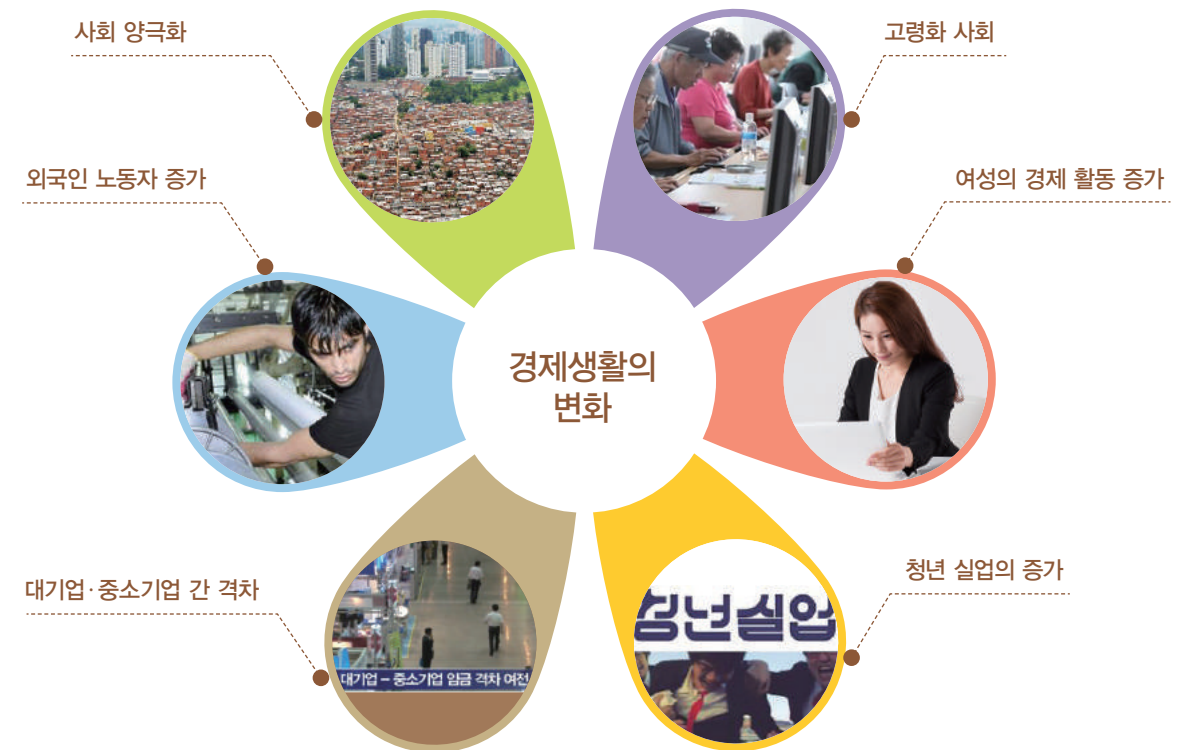 사회 양극화
고령화 사회
외국인 노동자 증가
여성의 경제 활동 증가
경제생활의
변화
대기업·중소기업 간 격차
청년 실업의 증가
청년실업
대기업 – 중소기업 임금 격차 여전